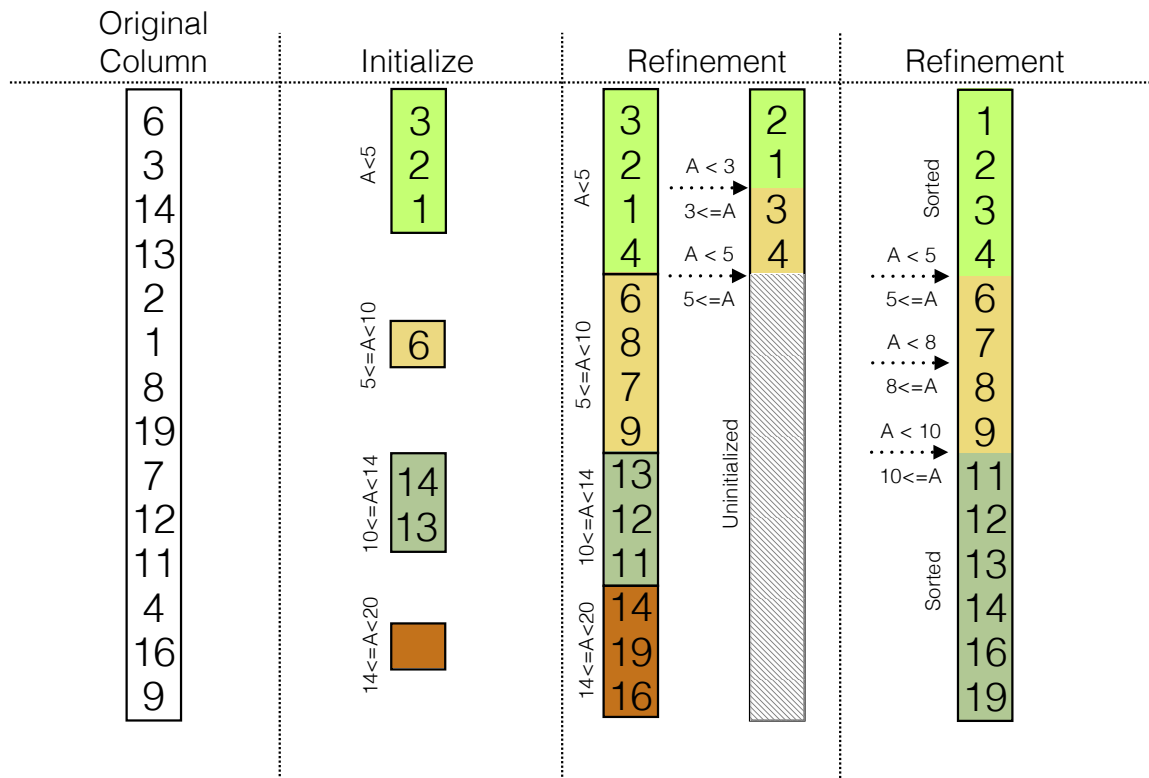 Original
Column
Initialize
Refinement
Refinement
6
3
14
13
2
1
8
19
7
12
11
4
16
9
A<5
3
2
1
5<=A<10
6
10<=A<14
14
13
14<=A<20
A<5
3
2
1
4
5<=A<10
6
8
7
9
10<=A<14
13
12
11
14<=A<20
14
19
16
A < 3
3<=A
A < 5
5<=A
2
1
3
4
Uninitialized
Sorted
A < 5
5<=A
A < 8
8<=A
A < 10
10<=A
Sorted
1
2
3
4
6
7
8
9
11
12
13
14
16
19